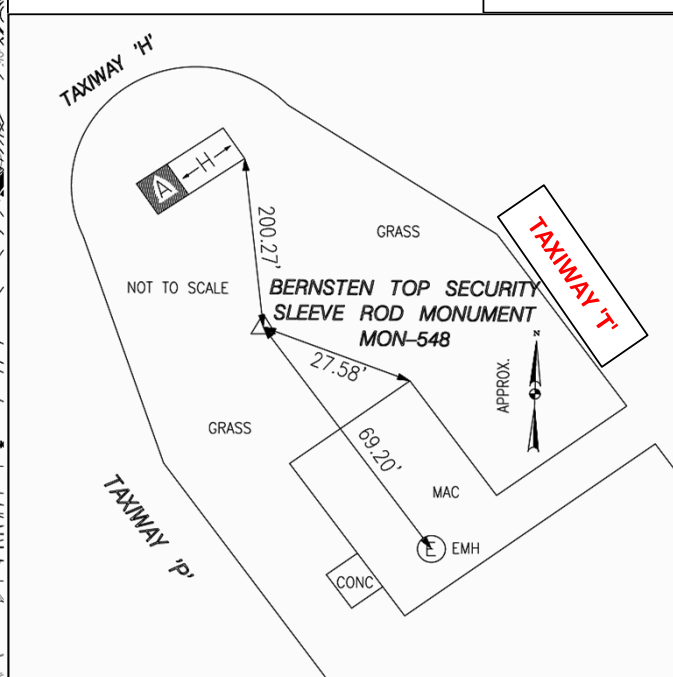 TAXIWAY 'H'
A
H
200.27'
GRASS
TAXIWAY 'T'
NOT TO SCALE
BERNSTEN TOP SECURITY
SLEEVE ROD MONUMENT
MON-548
N
APPROX.
27.58'
GRASS
69.20'
MAC
TAXIWAY 'P'
E
EMH
CONC